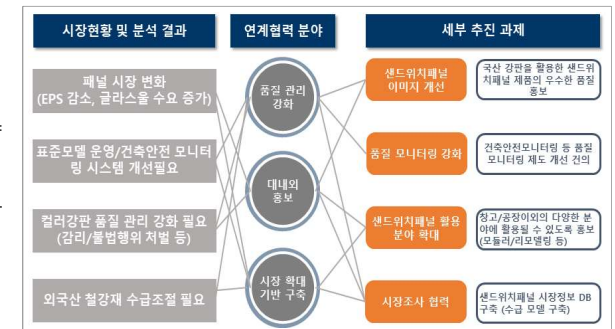 시장현황 및 분석 결과
연계협력 분야
세부 추진 과제
패널 시장 변화
(EPS 감소, 글라스울 수요 증가)
표준모델 운영/건축안전 모니터
링 시스템 개선필요
컬러강판 품질 관리 강화 필요
(감리/불법행위 처벌 등)
외국산 철강재 수급조절 필요
품질 관리
강화
대내외
홍보
시장 확대
기반 구축
샌드위치패널
이미지 개선
국산 강판을 활용한 샌드위
치패널 제품의 우수한 품질
홍보
품질 모니터링 강화
건축안전모니터링 등 품질
모니터링 제도 개선 건의
샌드위치패널 활용
분야 확대
창고/공장이외의 다양한 분
야에 활용될 수 있도록 홍보
(모듈러/리모델링 등)
시장조사 협력
샌드위치패널 시장정보 DB
구축 (수급 모델 구축)